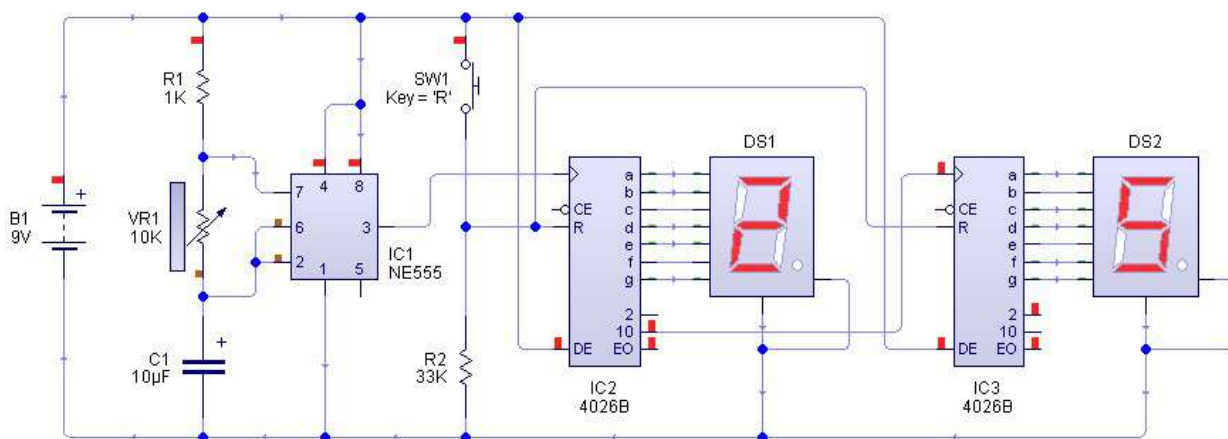 R1
1K
SW1
Key = 'R'
DS1
DS2
B1
9V
VR1
10K
7
4
8
6
3
2
1
5
IC1
NE555
CE
R
DE
a
b
c
d
e
f
g
2
10
EO
IC2
4026B
CE
R
DE
a
b
c
d
e
f
g
2
10
EO
IC3
4026B
C1
10µF
R2
33K
2
5